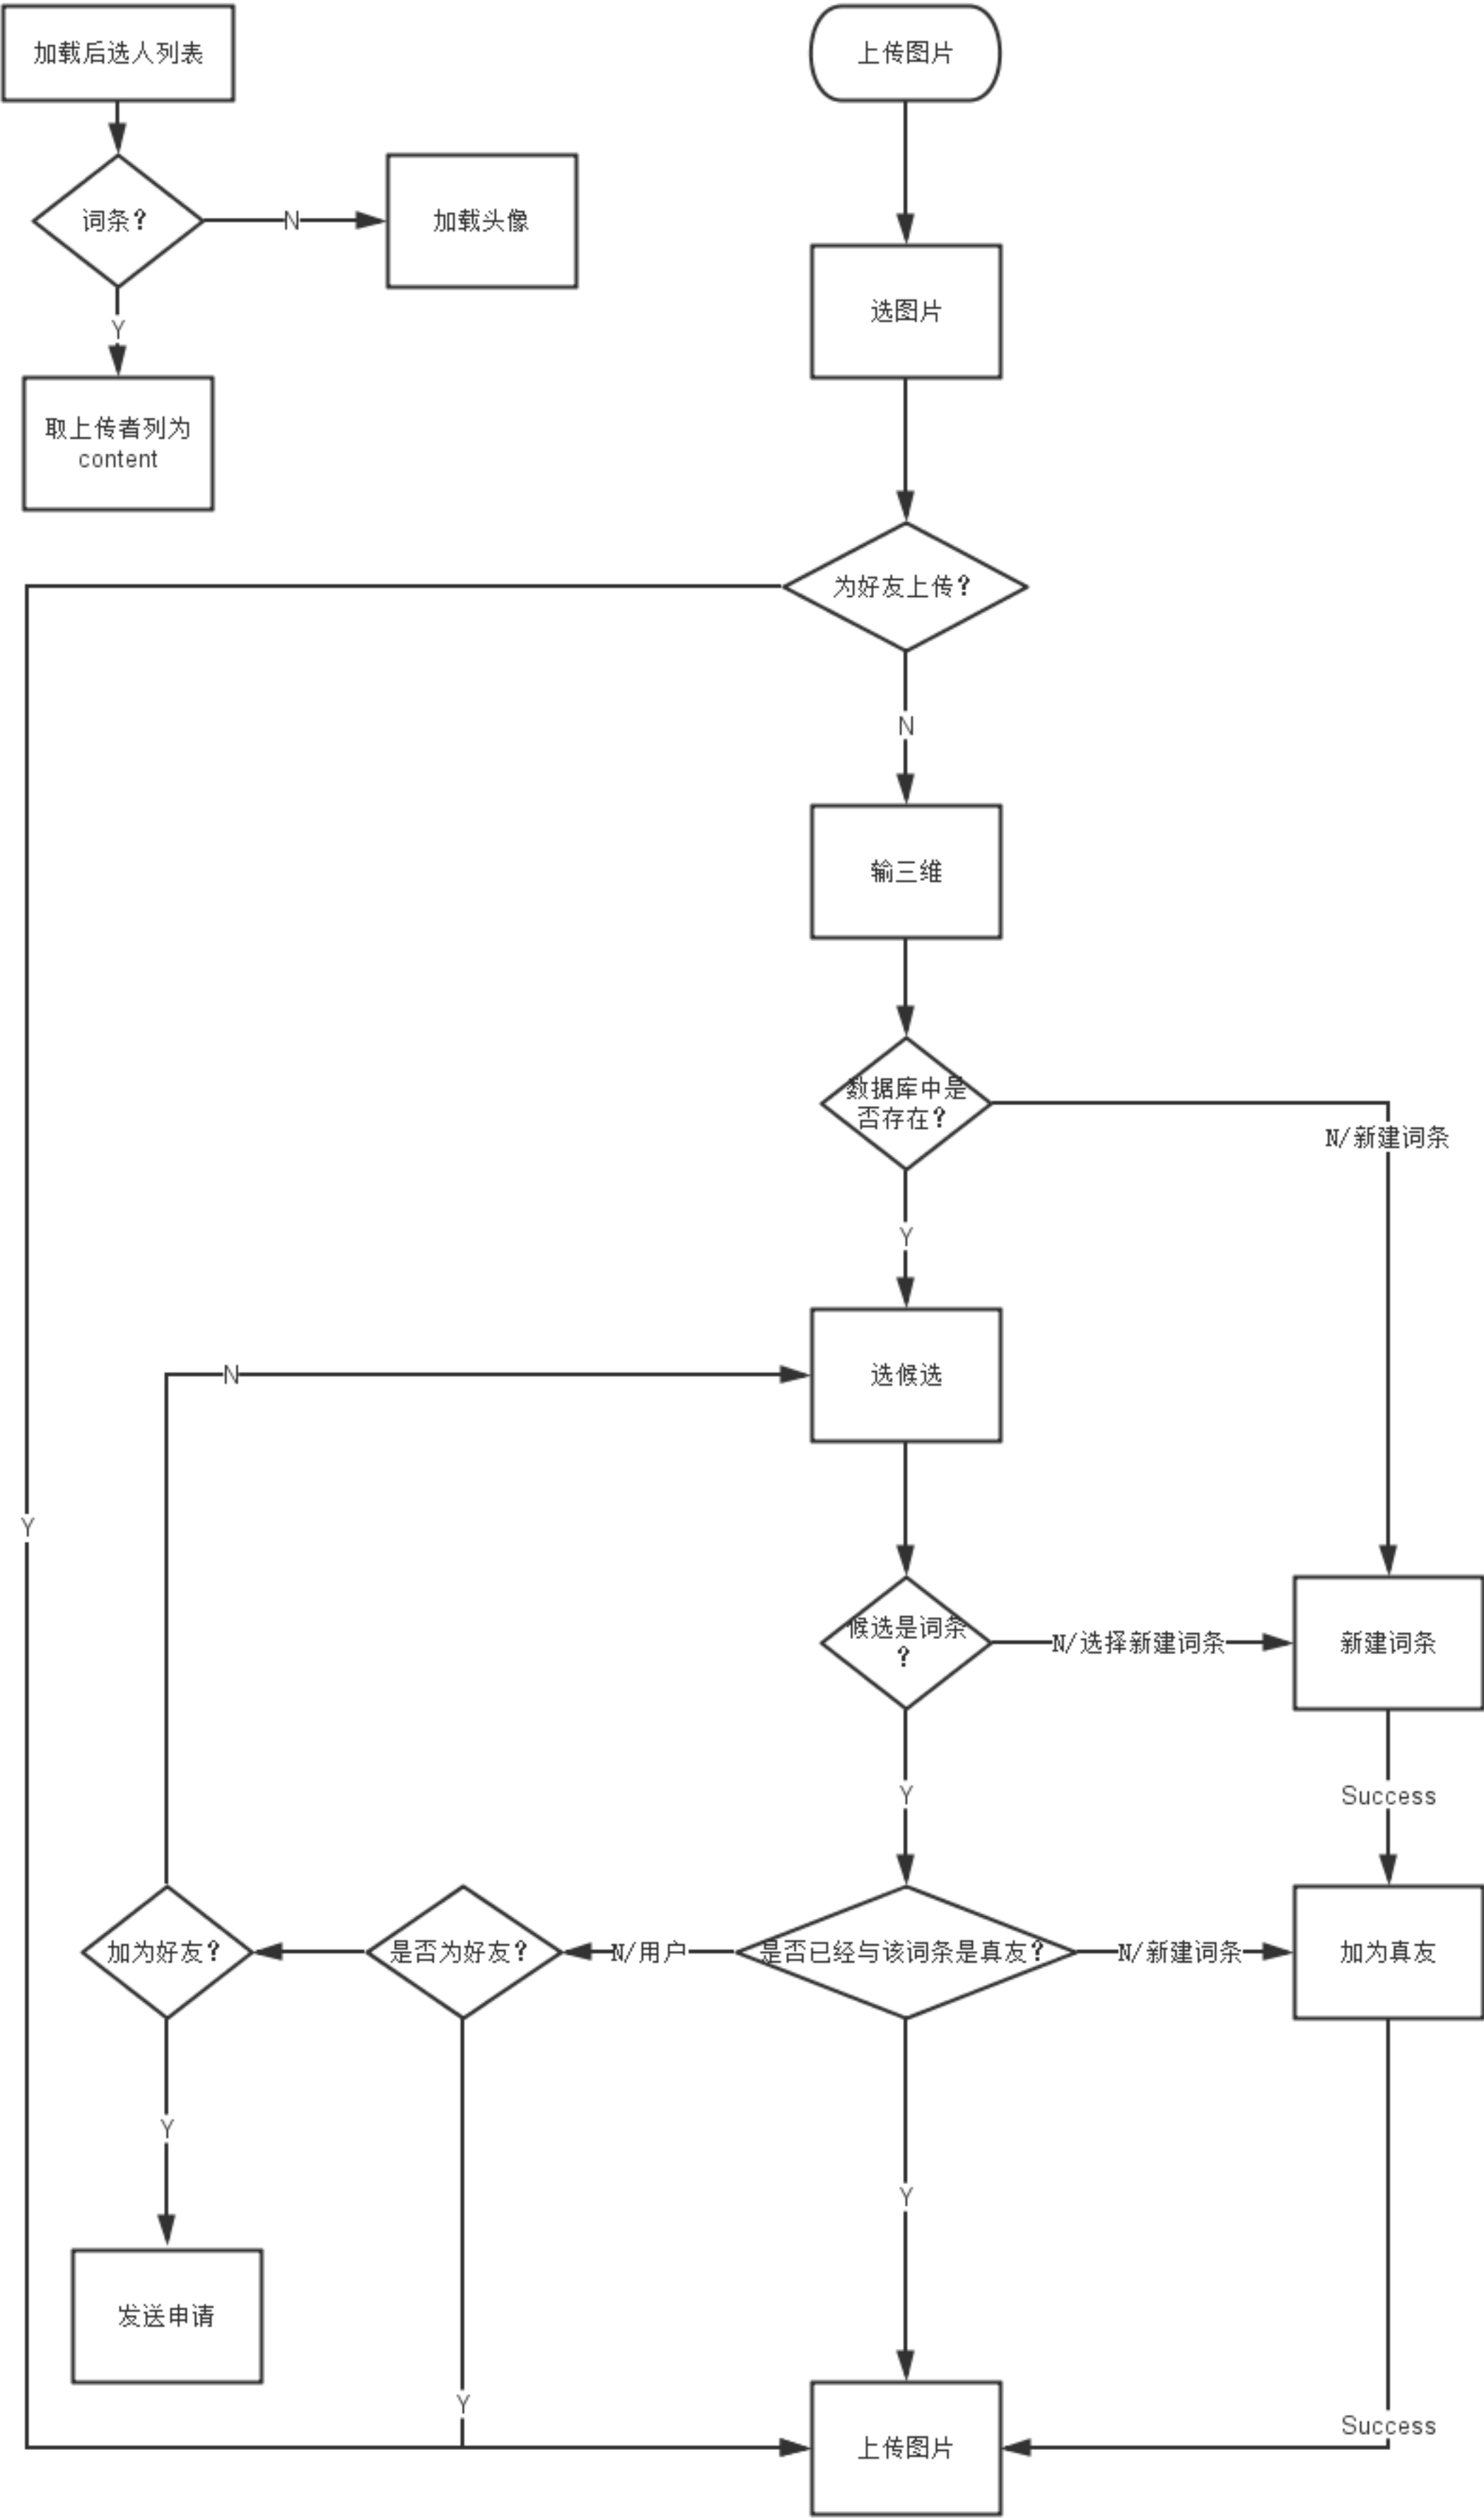 加载后选人列表
上传图片
词条?
N
加载头像
选图片
Y
取上传者列为
content
为好友上传?
N
输三维
数据库中是
否存在?
N/新建词条
Y
N
选候选
Y
候选是词条
?
N/选择新建词条
新建词条
Y
Success
加为好友?
是否为好友?
N/用户
是否已经与该词条是真友?
N/新建词条
加为真友
Y
Y
发送申请
Y
Success
上传图片